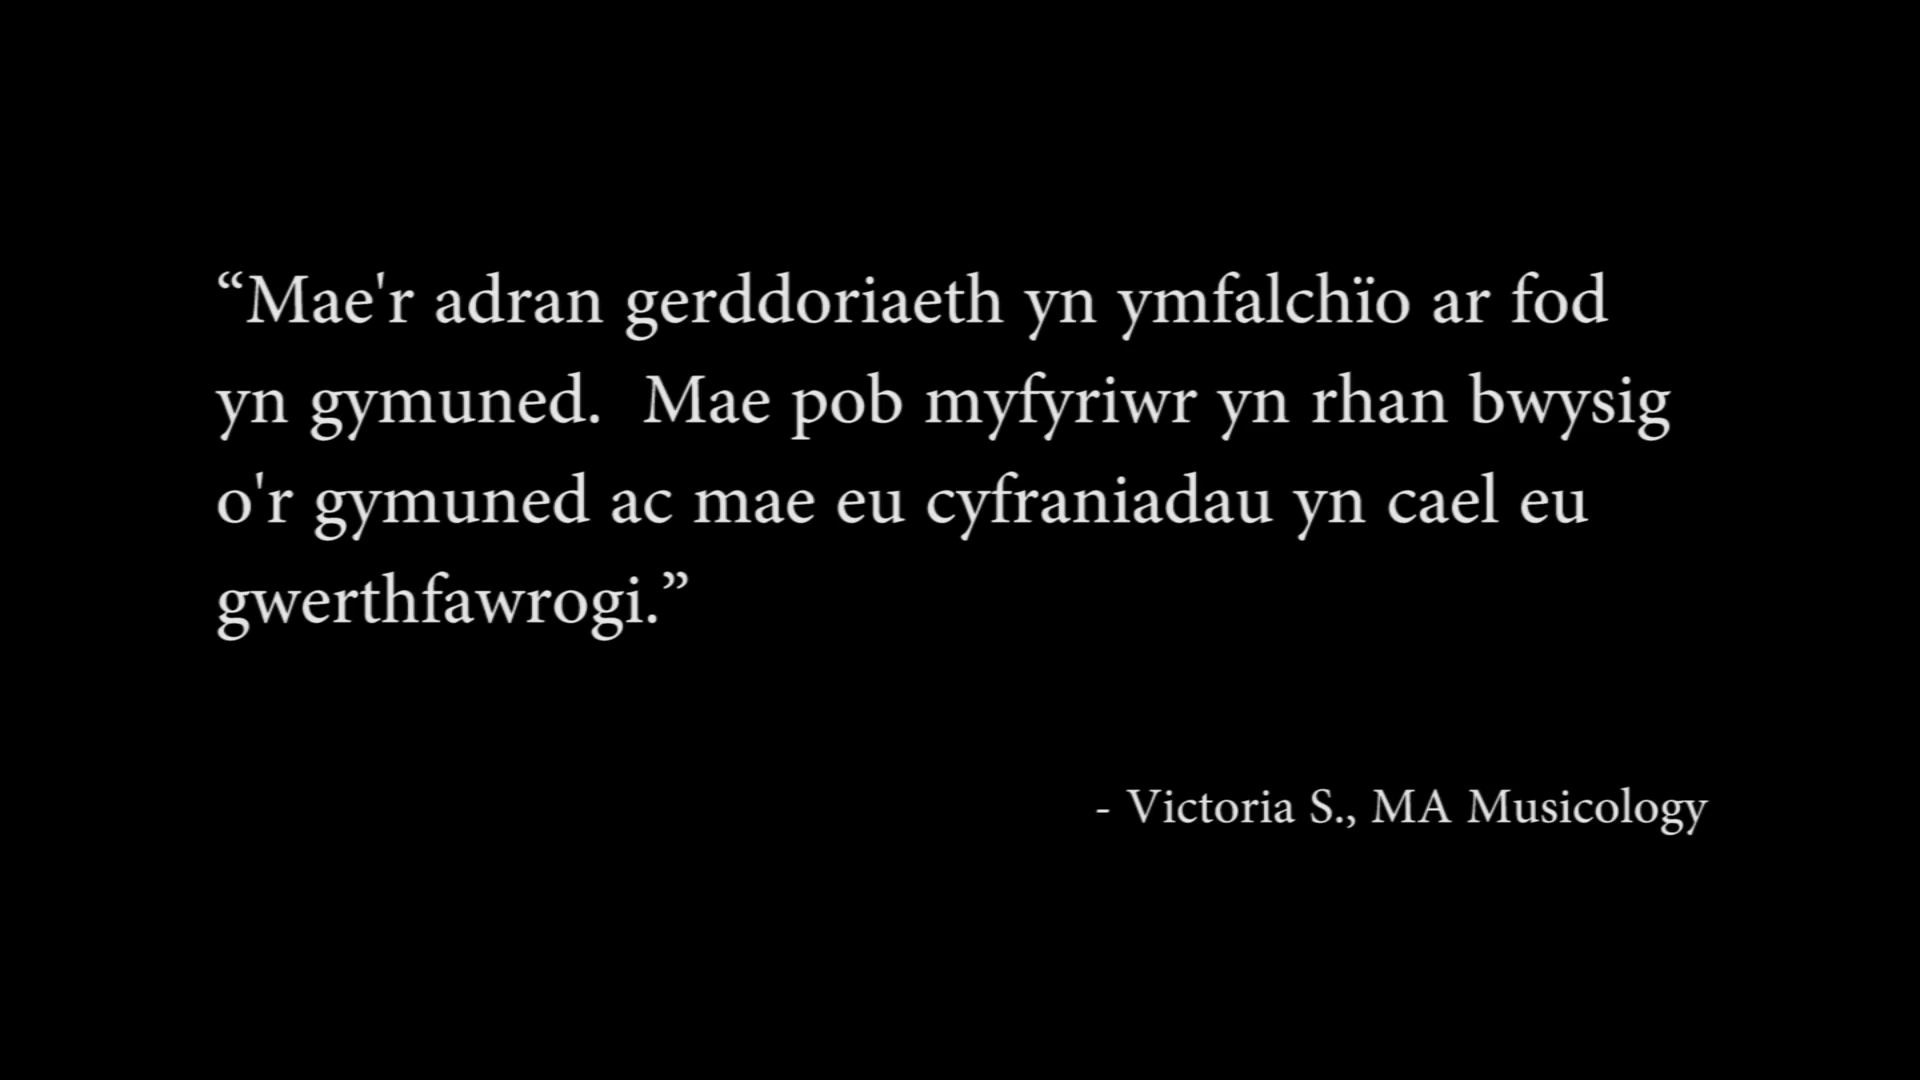 “Mae'r adran gerddoriaeth yn ymfalchïo ar fod
yn gymuned.  Mae pob myfyriwr yn rhan bwysig
o'r gymuned ac mae eu cyfraniadau yn cael eu
gwerthfawrogi.”
- Victoria S., MA Musicology